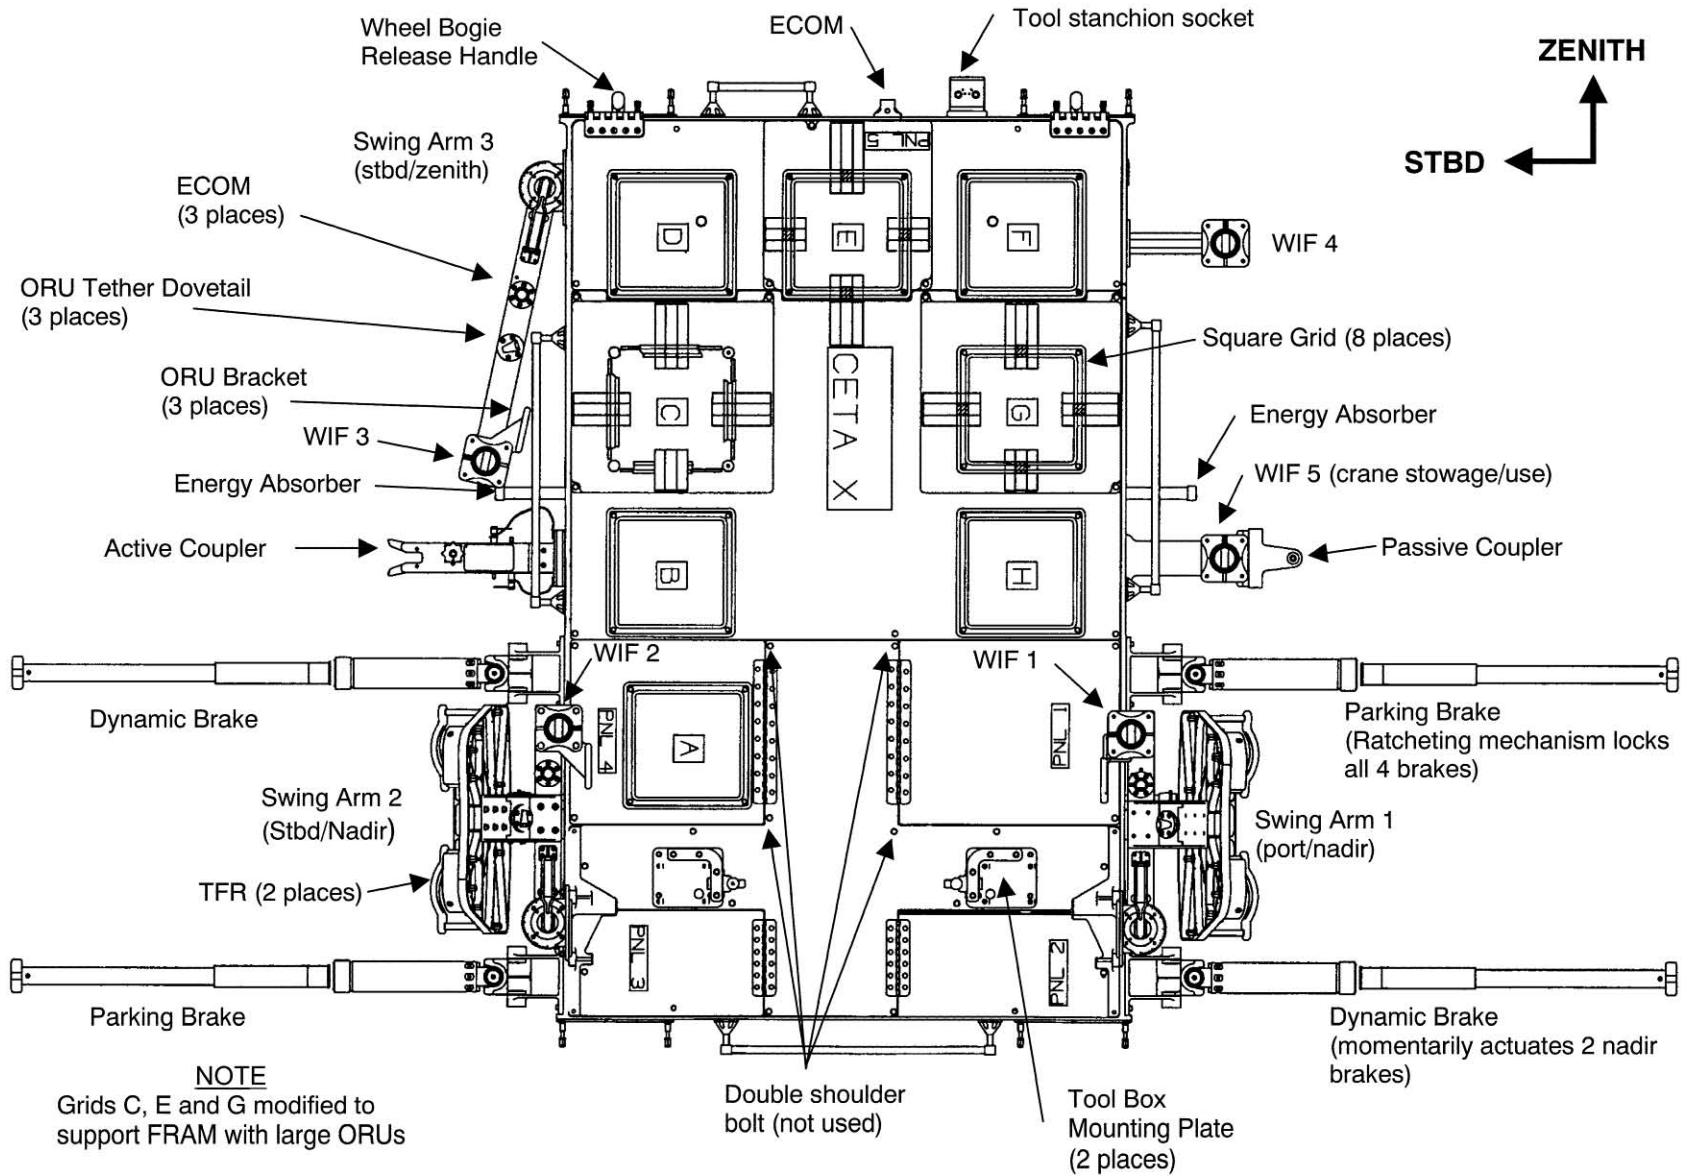 Wheel Bogie
Release Handle
ECOM
Tool stanchion socket
ZENITH
STBD
Swing Arm 3
(stbd/zenith)
PNL 5
ECOM
(3 places)
D
E
F
WIF 4
ORU Tether Dovetail
(3 places)
Square Grid (8 places)
ORU Bracket
(3 places)
CETA X
C
G
WIF 3
Energy Absorber
Energy Absorber
WIF 5 (crane stowage/use)
Active Coupler
B
H
Passive Coupler
WIF 2
WIF 1
Dynamic Brake
Parking Brake
(Ratcheting mechanism locks
all 4 brakes)
PNL 4
A
PNL 1
Swing Arm 2
(Stbd/Nadir)
Swing Arm 1
(port/nadir)
TFR (2 places)
PNL 3
PNL 2
Parking Brake
Dynamic Brake
(momentarily actuates 2 nadir
brakes)
NOTE
Grids C, E and G modified to
support FRAM with large ORUs
Double shoulder
bolt (not used)
Tool Box
Mounting Plate
(2 places)